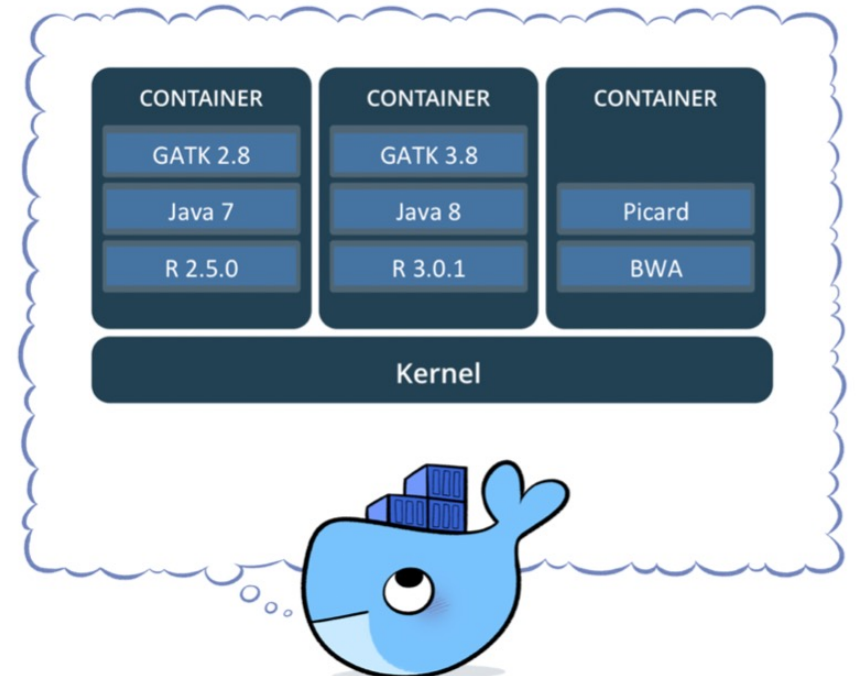 CONTAINER
GATK 2.8
Java 7
R 2.5.0
CONTAINER
GATK 3.8
Java 8
R 3.0.1
CONTAINER
Picard
BWA
Kernel